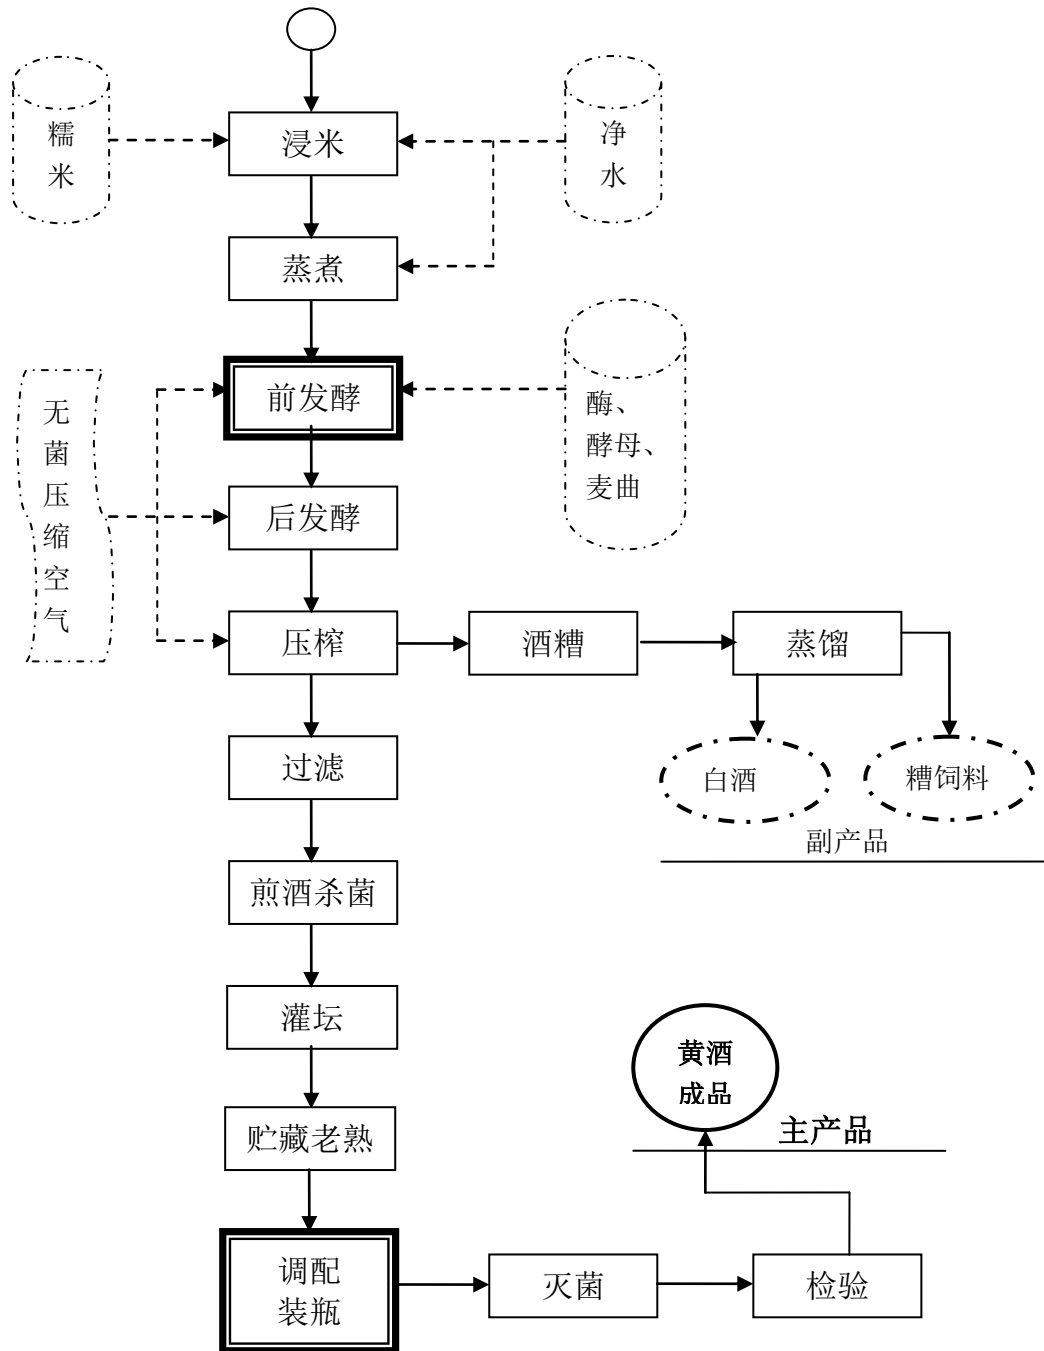 糯
米
浸米
净
水
蒸煮
前发酵
酶、
酵母、
麦曲
无
菌
压
缩
空
气
后发酵
压榨
酒糟
蒸馏
过滤
白酒
糟饲料
副产品
煎酒杀菌
灌坛
黄酒
成品
主产品
贮藏老熟
调配
装瓶
灭菌
检验